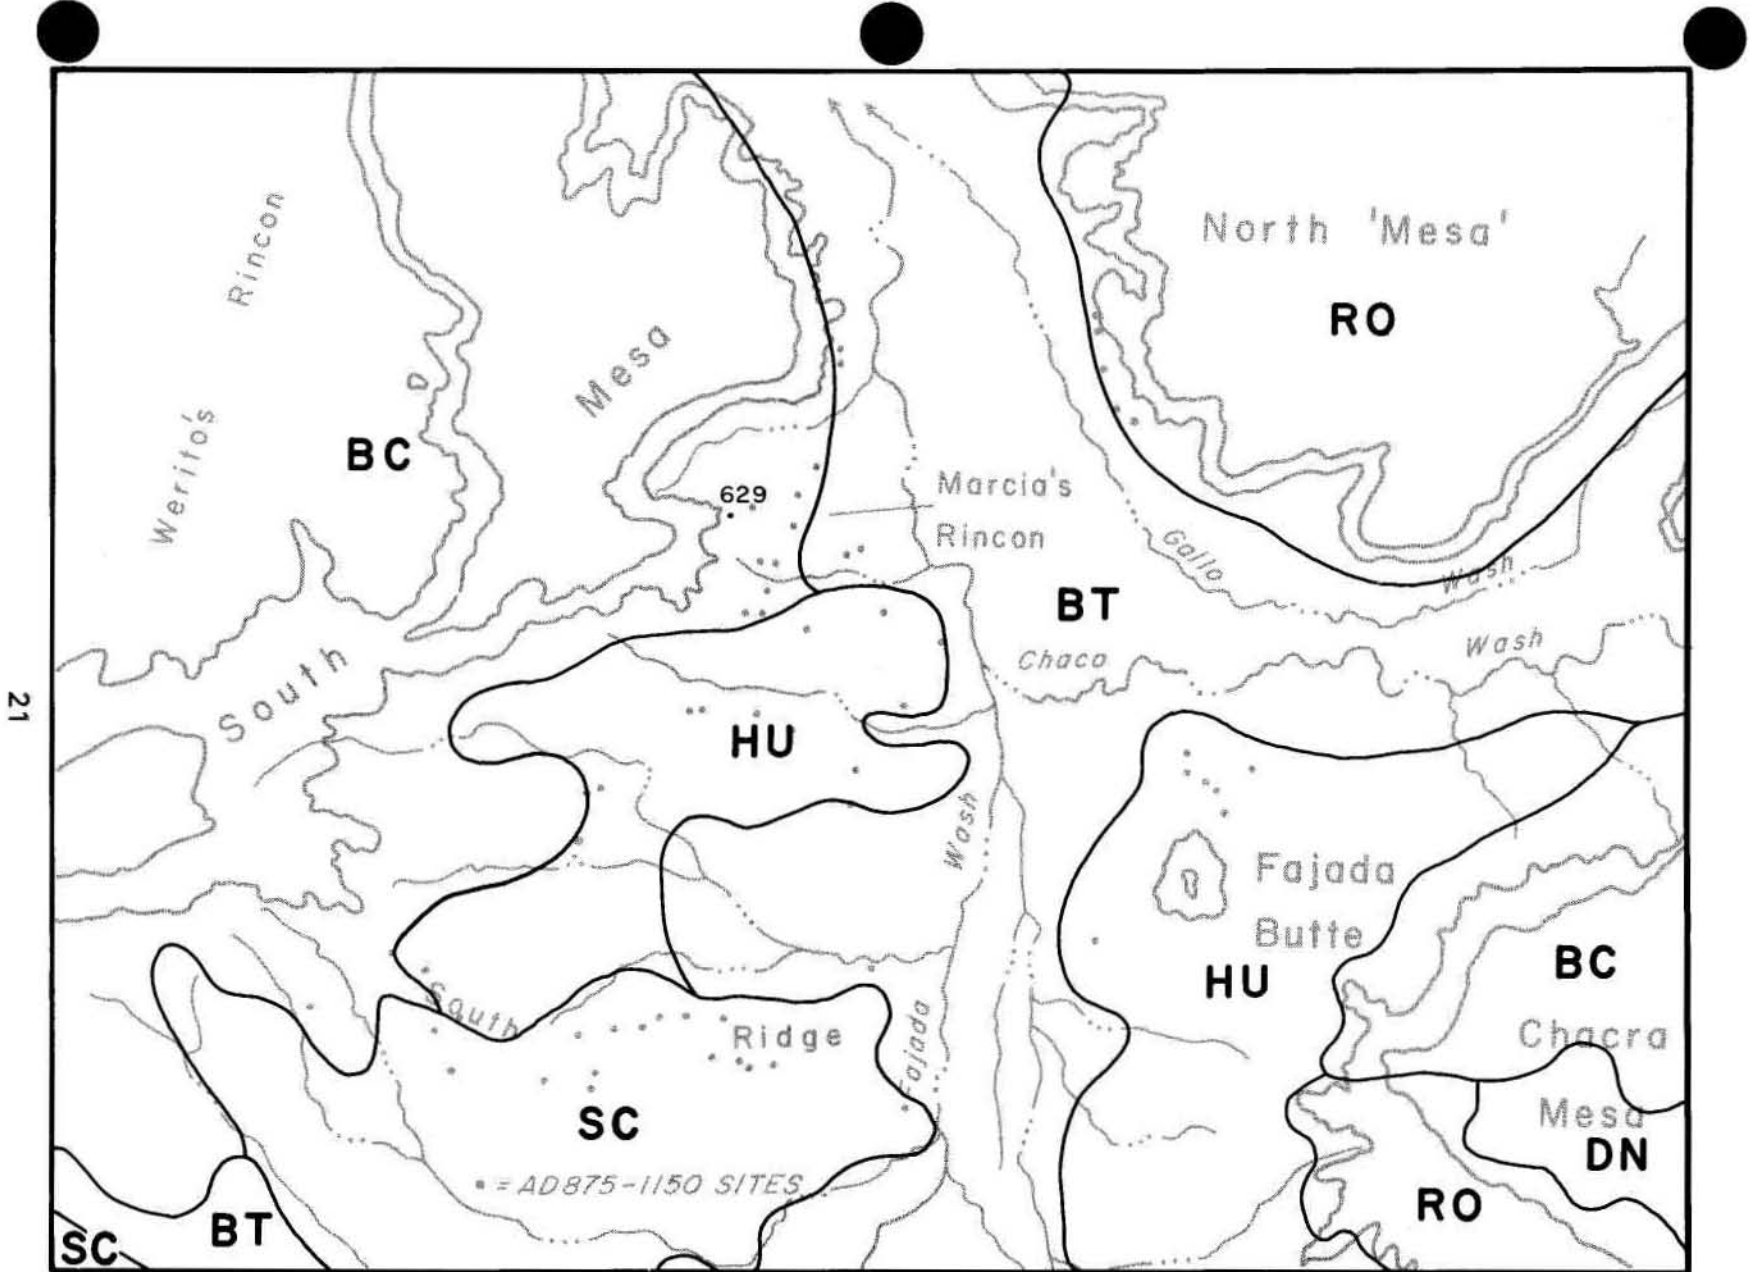 North 'Mesa'
RO
Rincon
Mesa
Werito's
BC
629
Marcia's
Rincon
Gallo
Wash
BT
Chaco
Wash
South
21
HU
Wash
Fajada
Butte
HU
BC
South
Ridge
Fajada
Chacra
SC
Mesa
DN
• = AD875-1150 SITES
RO
BT
SC